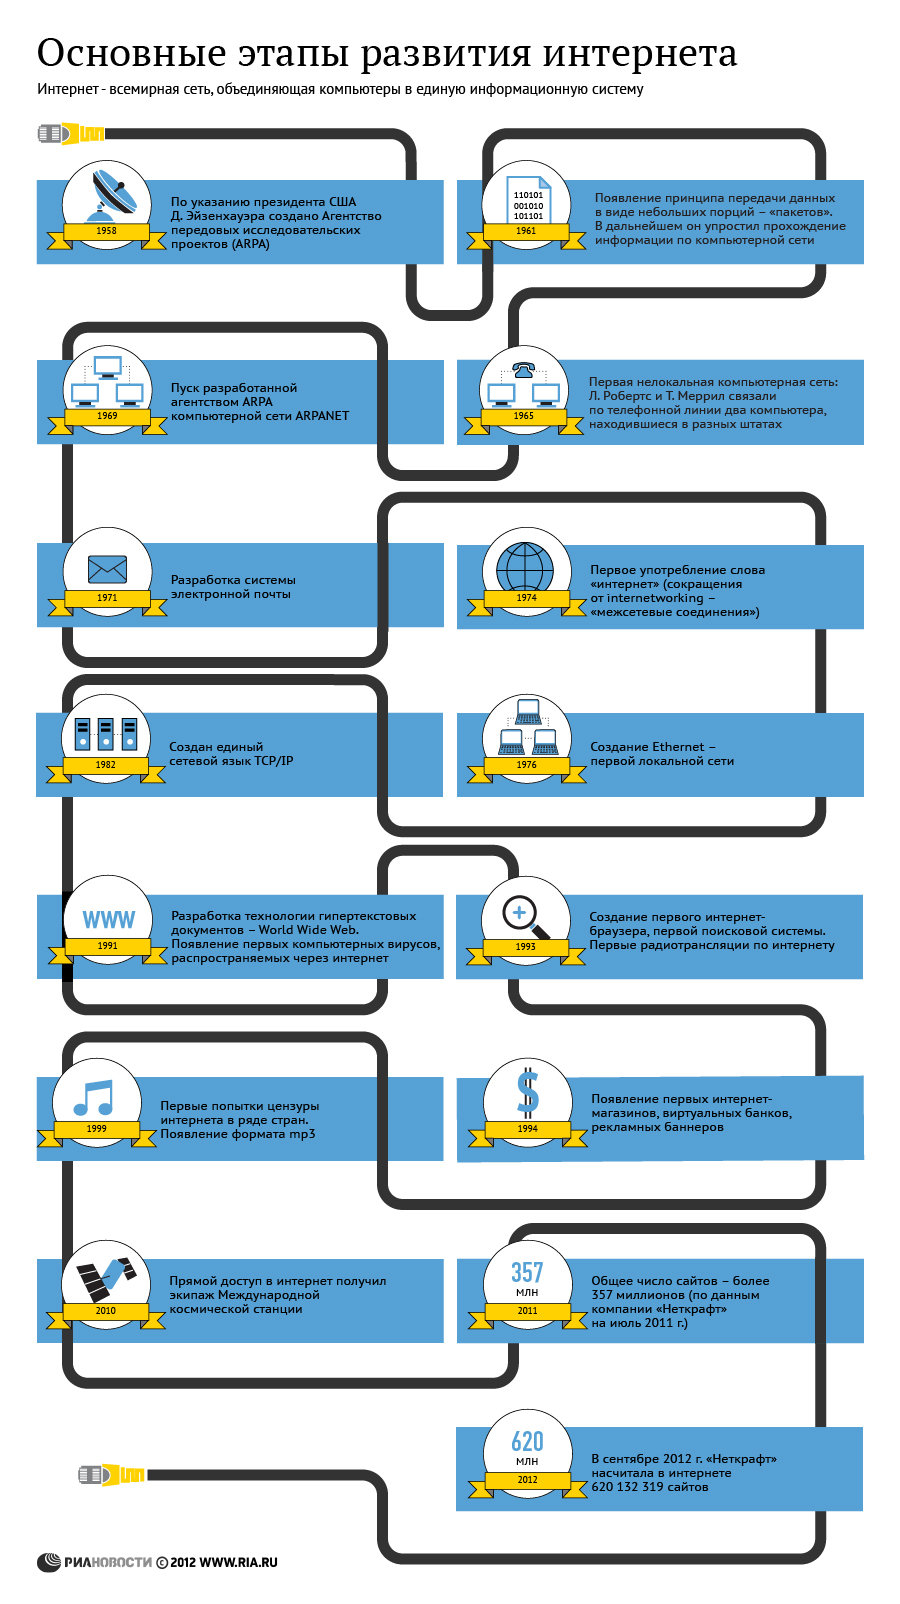 Основные этапы развития интернета
Интернет - всемирная сеть, объединяющая компьютеры в единую информационную систему
1958
По указанию президента США
Д. Эйзенхауэра создано Агентство
передовых исследовательских
проектов (ARPA)
110101
001010
101101
1961
Появление принципа передачи данных
в виде небольших порций – «пакетов».
В дальнейшем он упростил прохождение
информации по компьютерной сети
1969
Пуск разработанной
агентством ARPA
компьютерной сети ARPANET
1965
Первая нелокальная компьютерная сеть:
Л. Робертс и Т. Меррил связали
по телефонной линии два компьютера,
находившиеся в разных штатах
1971
Разработка системы
электронной почты
1974
Первое употребление слова
«интернет» (сокращения
от internetworking –
«межсетевые соединения»)
1982
Создан единый
сетевой язык TCP/IP
1976
Создание Ethernet –
первой локальной сети
WWW
1991
Разработка технологии гипертекстовых
документов – World Wide Web.
Появление первых компьютерных вирусов,
распространяемых через интернет
1993
Создание первого интернет-
браузера, первой поисковой системы.
Первые радиотрансляции по интернету
1999
Первые попытки цензуры
интернета в ряде стран.
Появление формата mp3
$
1994
Появление первых интернет-
магазинов, виртуальных банков,
рекламных баннеров
2010
Прямой доступ в интернет получил
экипаж Международной
космической станции
357
млн
2011
Общее число сайтов – более
357 миллионов (по данным
компании «Неткрафт»
на июль 2011 г.)
620
млн
2012
В сентябре 2012 г. «Неткрафт»
насчитала в интернете
620 132 319 сайтов
РИАНОВОСТИ © 2012 WWW.RIA.RU